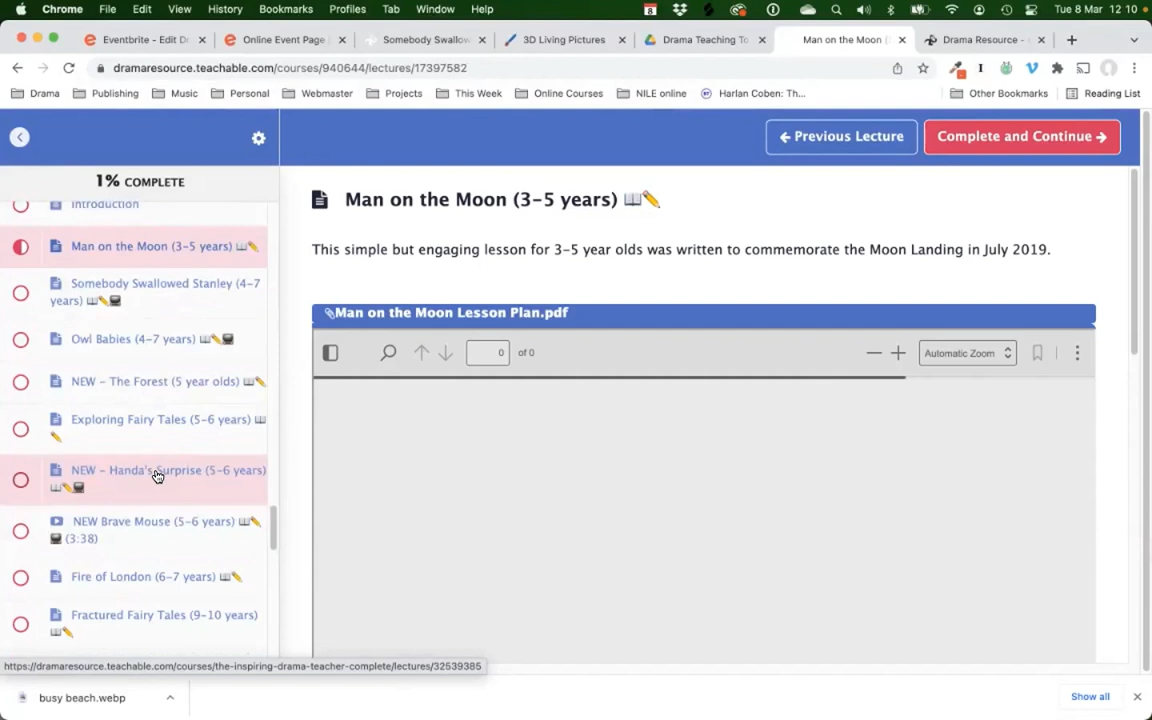 Chrome File Edit View History Bookmarks Profiles Tab Window Help Tue 8 Mar 12:10
Eventbrite - Edit Dr Online Event Page Somebody Swallow 3D Living Pictures Drama Teaching To Man on the Moon ( Drama Resource -
dramaresource.teachable.com/courses/940644/lectures/17397582
Drama Publishing Music Personal Webmaster Projects This Week Online Courses NILE online Harlan Coben: Th... Other Bookmarks Reading List
← Previous Lecture
Complete and Continue →
1% COMPLETE
Introduction
Man on the Moon (3-5 years)
Somebody Swallowed Stanley (4-7
years)
Owl Babies (4-7 years)
NEW - The Forest (5 year olds)
Exploring Fairy Tales (5-6 years)
NEW - Handa's Surprise (5-6 years)
NEW Brave Mouse (5-6 years)
(3:38)
Fire of London (6-7 years)
Fractured Fairy Tales (9-10 years)
Man on the Moon (3-5 years)
This simple but engaging lesson for 3-5 year olds was written to commemorate the Moon Landing in July 2019.
Man on the Moon Lesson Plan.pdf
0 of 0 Automatic Zoom
https://dramaresource.teachable.com/courses/the-inspiring-drama-teacher-complete/lectures/32539385
busy beach.webp
Show all